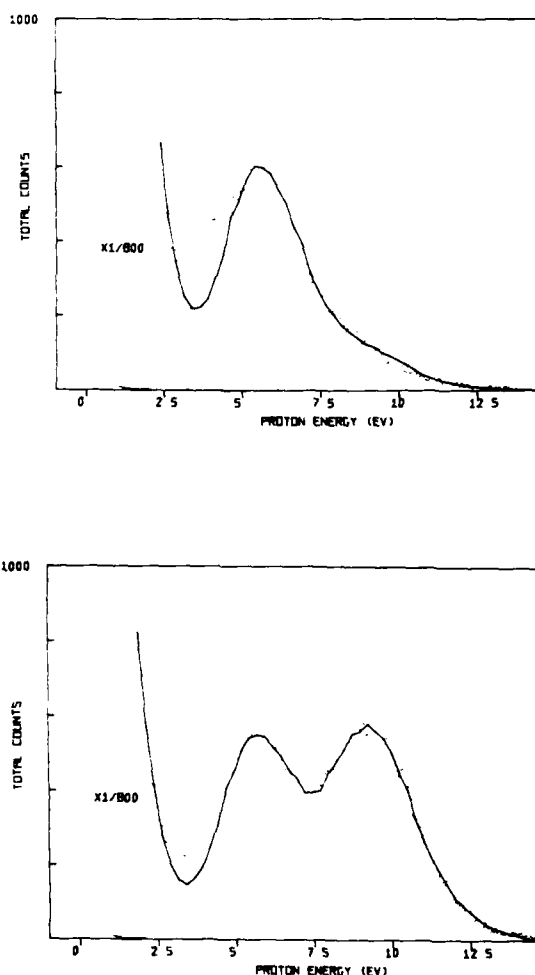 1000
TOTAL COUNTS
X1/800
0 2 5 5 7 5 10 12 5
PROTON ENERGY (EV)
1000
TOTAL COUNTS
X1/800
0 2 5 5 7 5 10 12 5
PROTON ENERGY (EV)